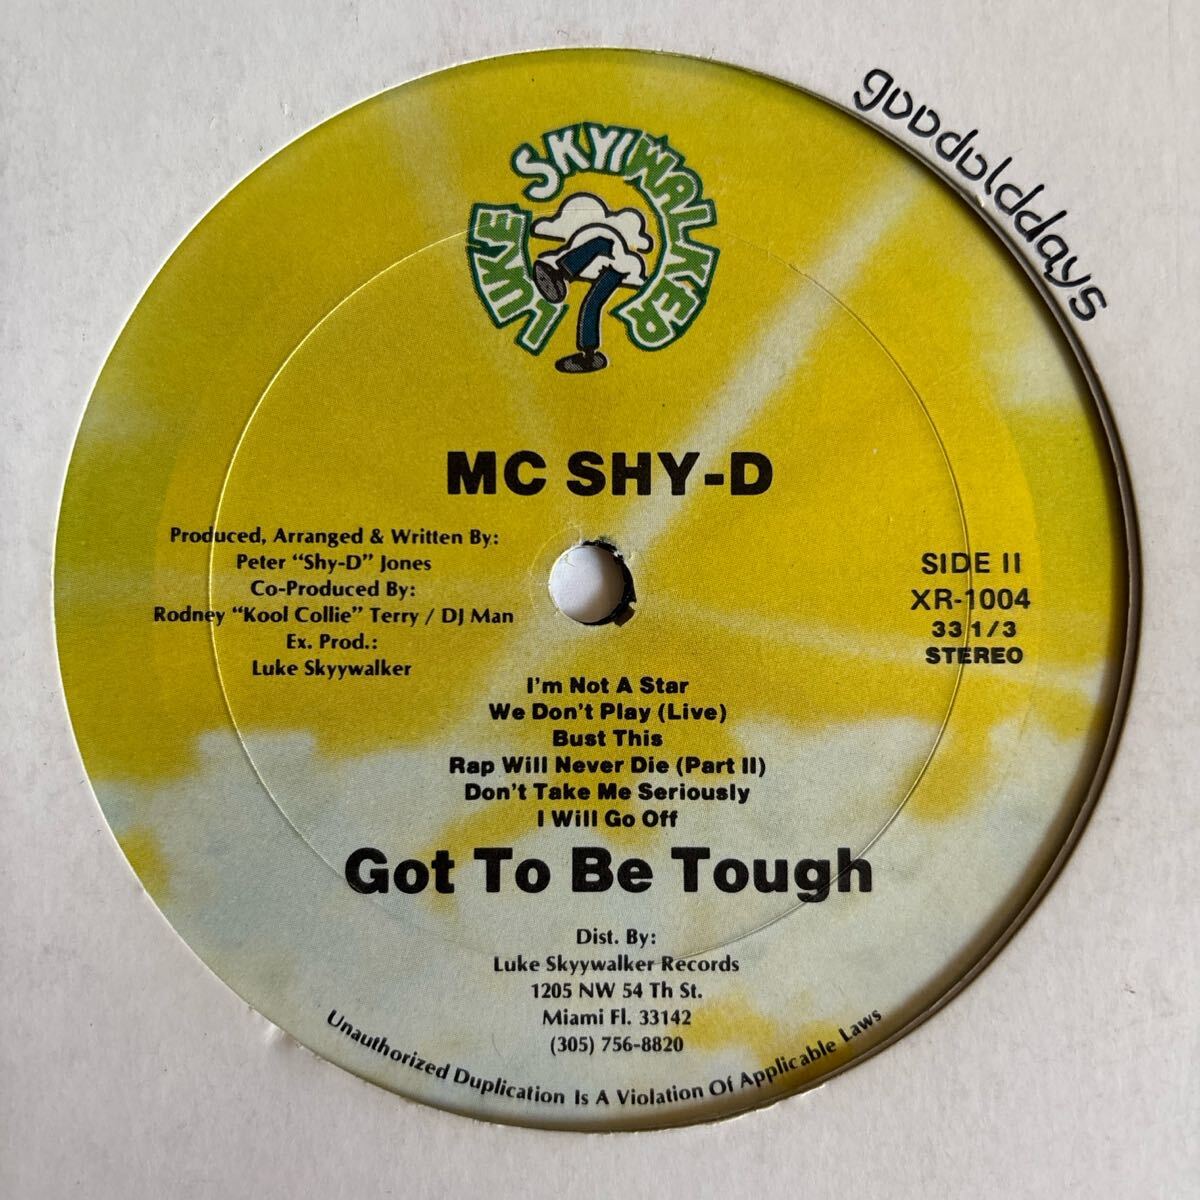 gooddolddays
LUKE SKYYWALKER
MC SHY-D
Produced, Arranged & Written By:
Peter "Shy-D" Jones
Co-Produced By:
Rodney "Kool Collie" Terry / DJ Man
Ex. Prod.:
Luke Skyywalker
SIDE II
XR-1004
33 1/3
STEREO
I'm Not A Star
We Don't Play (Live)
Bust This
Rap Will Never Die (Part II)
Don't Take Me Seriously
I Will Go Off
Got To Be Tough
Dist. By:
Luke Skyywalker Records
1205 NW 54 Th St.
Miami Fl. 33142
(305) 756-8820
Unauthorized Duplication Is A Violation Of Applicable Laws